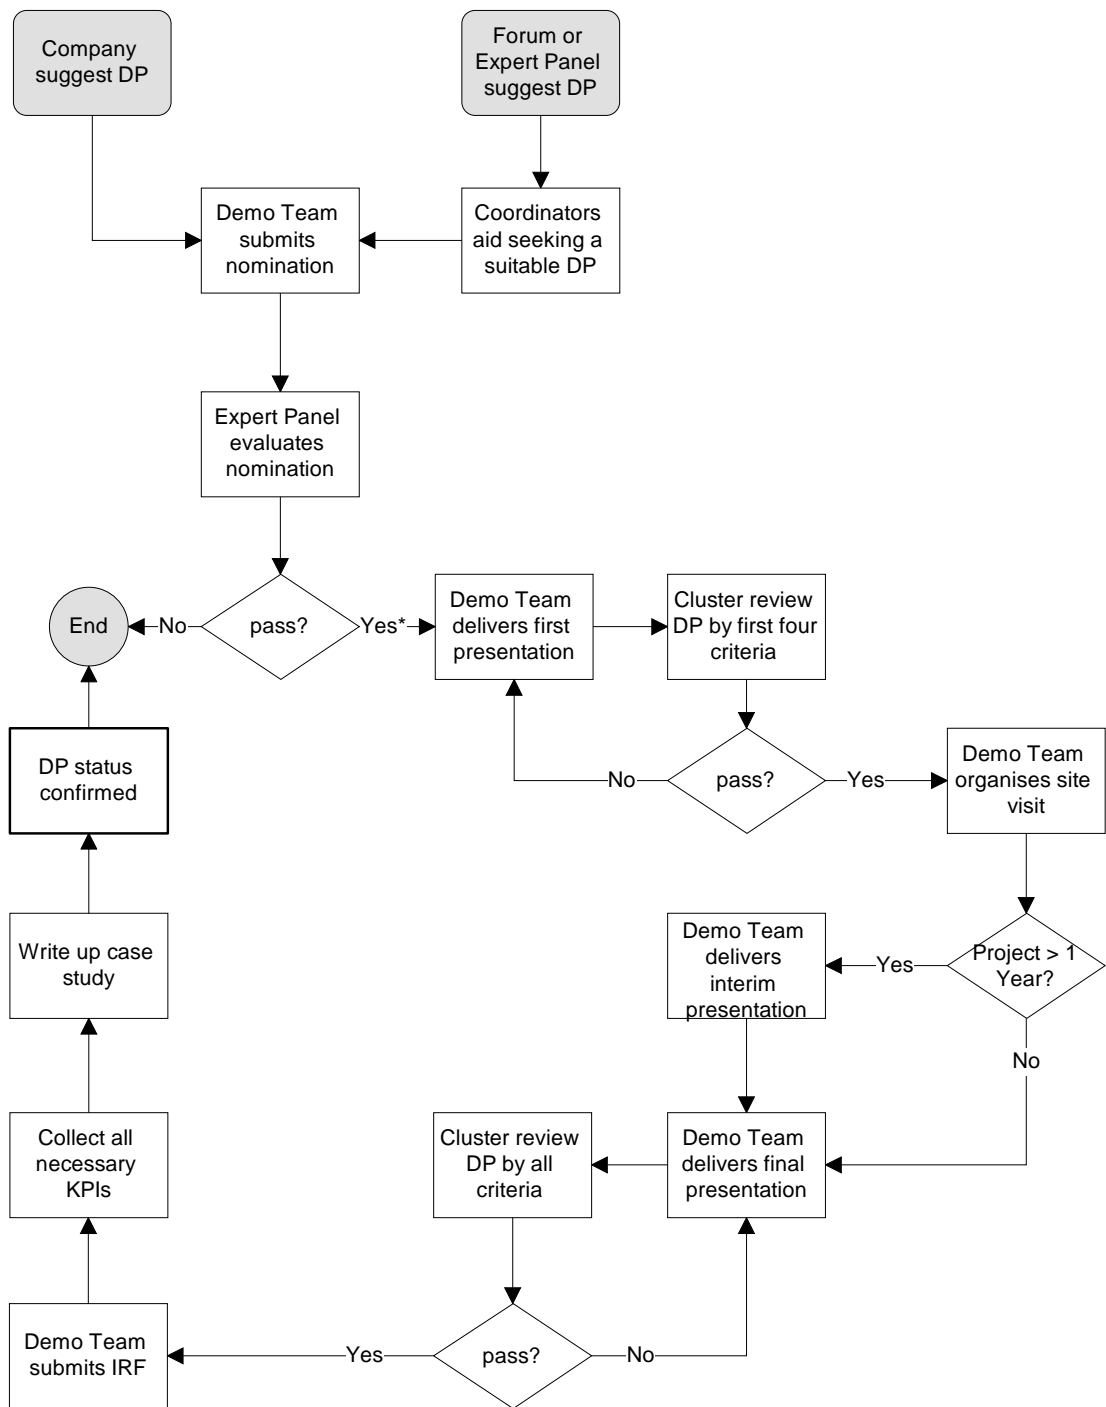 Company
suggest DP
Forum or
Expert Panel
suggest DP
Demo Team
submits
nomination
Coordinators
aid seeking a
suitable DP
Expert Panel
evaluates
nomination
End
No
pass?
Yes*
Demo Team
delivers first
presentation
Cluster review
DP by first four
criteria
DP status
confirmed
No
pass?
Yes
Demo Team
organises site
visit
Write up case
study
Demo Team
delivers
interim
presentation
Yes
Project > 1
Year?
No
Collect all
necessary
KPIs
Cluster review
DP by all
criteria
Demo Team
delivers final
presentation
Demo Team
submits IRF
Yes
pass?
No